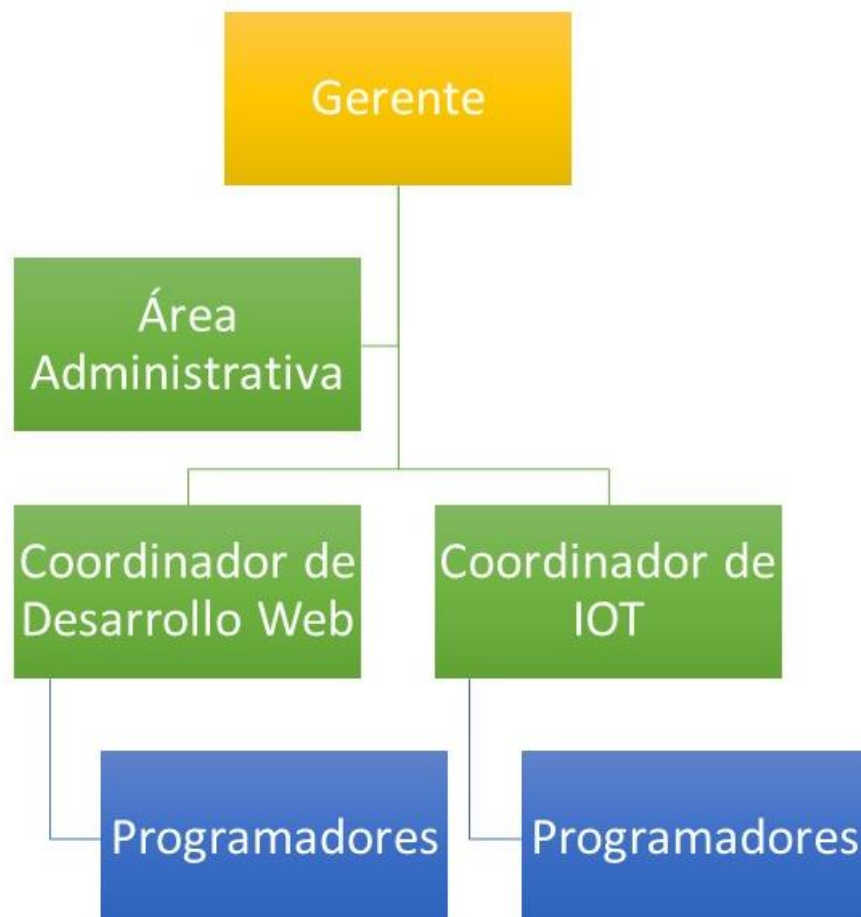 Gerente
Área
Administrativa
Coordinador de
Desarrollo Web
Coordinador de
IOT
Programadores
Programadores